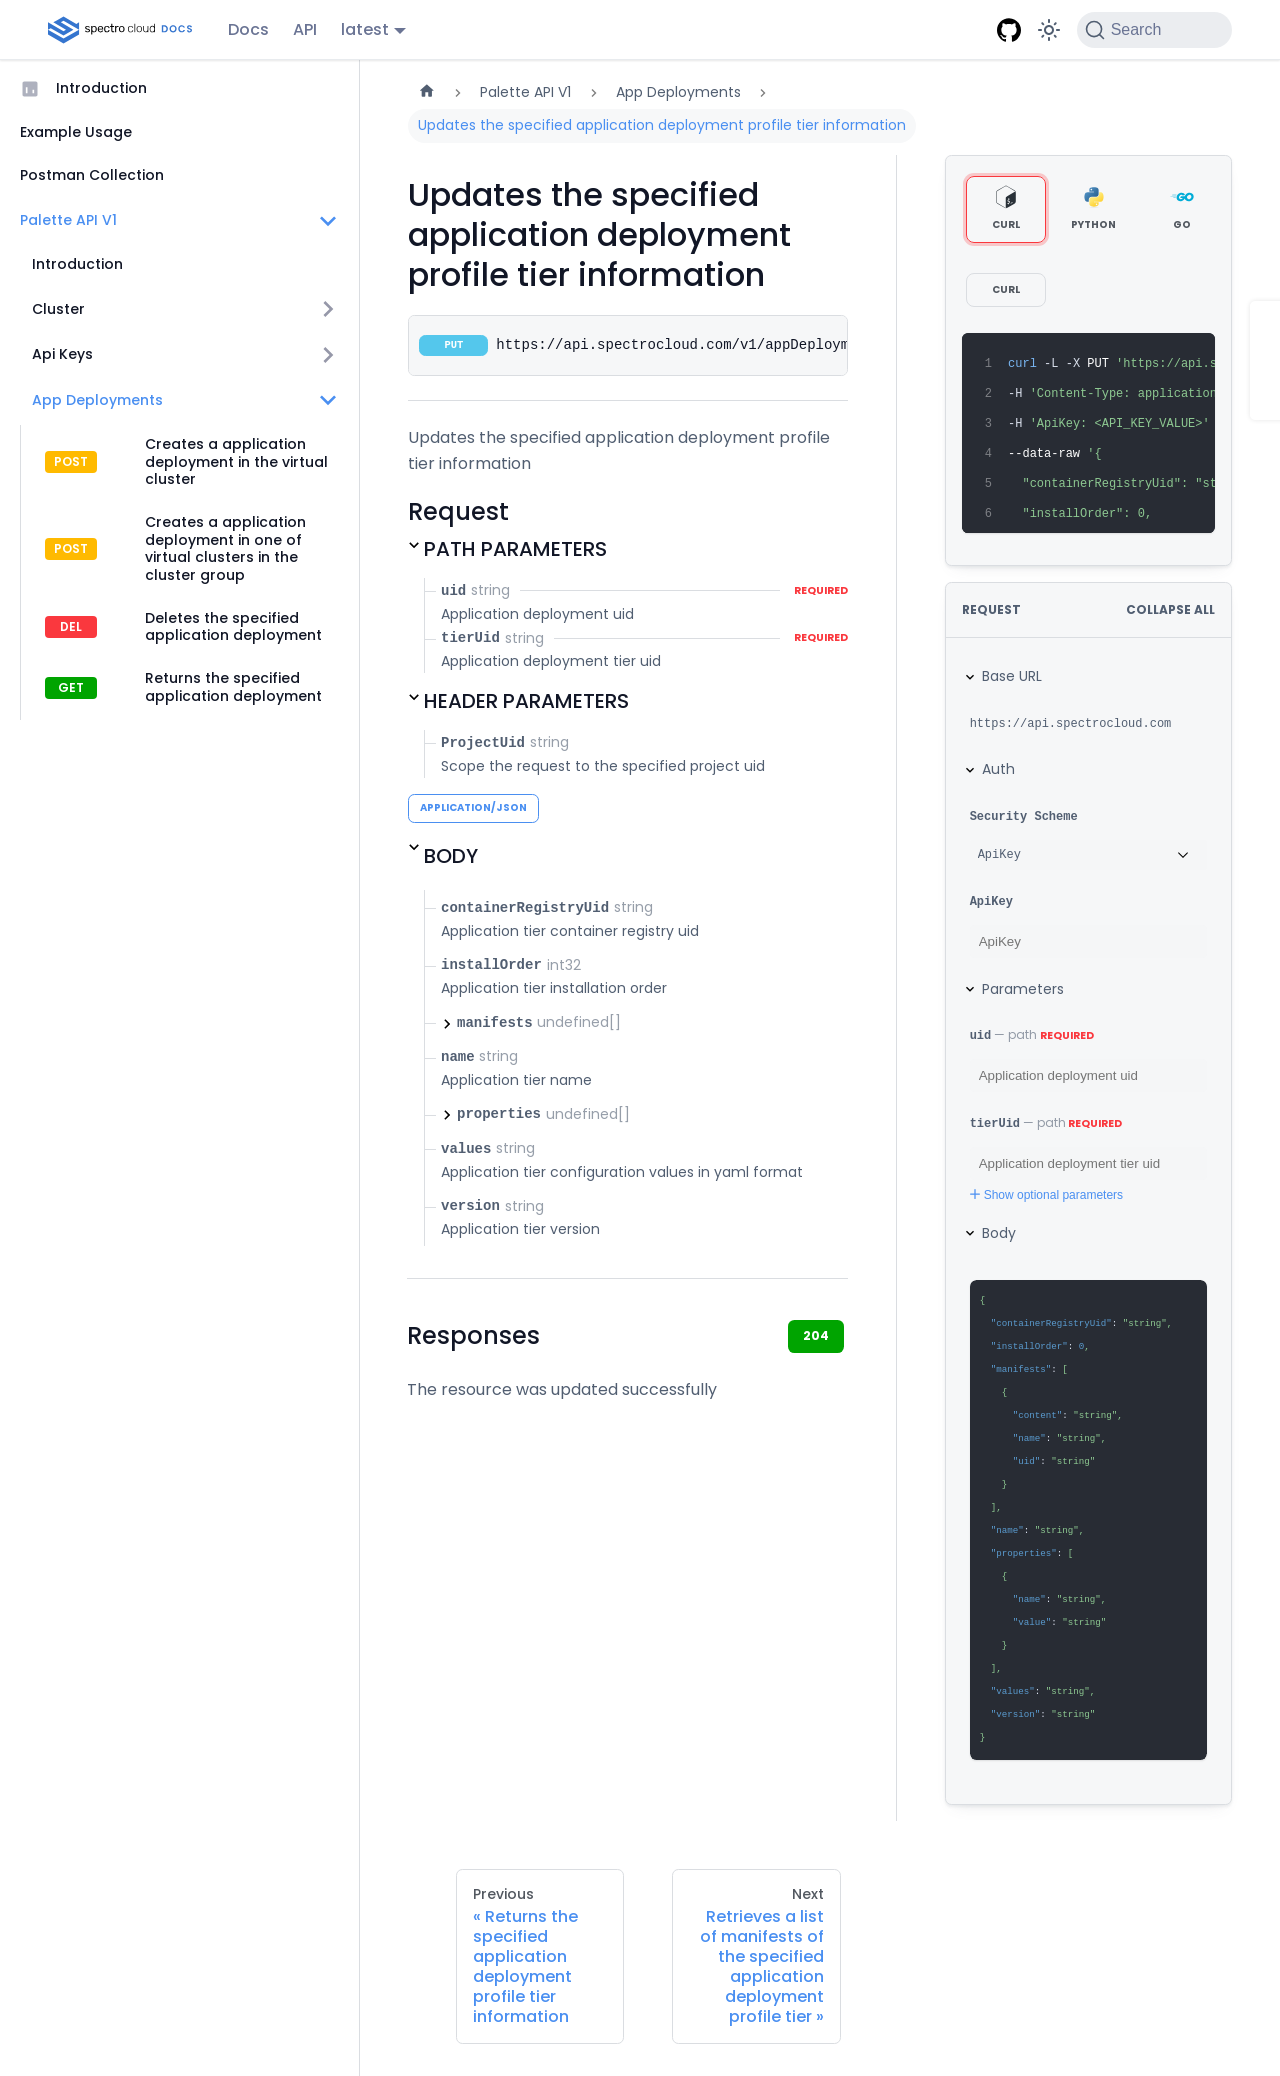 spectro cloud DOCS
Docs
API
latest
Search
Introduction
Example Usage
Postman Collection
Palette API V1
Introduction
Cluster
Api Keys
App Deployments
POST
Creates a application
deployment in the virtual
cluster
POST
Creates a application
deployment in one of
virtual clusters in the
cluster group
DEL
Deletes the specified
application deployment
GET
Returns the specified
application deployment
Palette API V1
App Deployments
Updates the specified application deployment profile tier information
Updates the specified
application deployment
profile tier information
PUT https://api.spectrocloud.com/v1/appDeploym
Updates the specified application deployment profile
tier information
Request
PATH PARAMETERS
uid string REQUIRED
Application deployment uid
tierUid string REQUIRED
Application deployment tier uid
HEADER PARAMETERS
ProjectUid string
Scope the request to the specified project uid
APPLICATION/JSON
BODY
containerRegistryUid string
Application tier container registry uid
installOrder int32
Application tier installation order
manifests undefined[]
name string
Application tier name
properties undefined[]
values string
Application tier configuration values in yaml format
version string
Application tier version
Responses
204
The resource was updated successfully
CURL
PYTHON
GO
CURL
1 curl -L -X PUT 'https://api.s
2 -H 'Content-Type: application
3 -H 'ApiKey: <API_KEY_VALUE>'
4 --data-raw '{
5 "containerRegistryUid": "st
6 "installOrder": 0,
REQUEST
COLLAPSE ALL
Base URL
https://api.spectrocloud.com
Auth
Security Scheme
ApiKey
ApiKey
ApiKey
Parameters
uid — path REQUIRED
Application deployment uid
tierUid — path REQUIRED
Application deployment tier uid
Show optional parameters
Body
{
"containerRegistryUid": "string",
"installOrder": 0,
"manifests": [
{
"content": "string",
"name": "string",
"uid": "string"
}
],
"name": "string",
"properties": [
{
"name": "string",
"value": "string"
}
],
"values": "string",
"version": "string"
}
Previous
« Returns the
specified
application
deployment
profile tier
information
Next
Retrieves a list
of manifests of
the specified
application
deployment
profile tier »